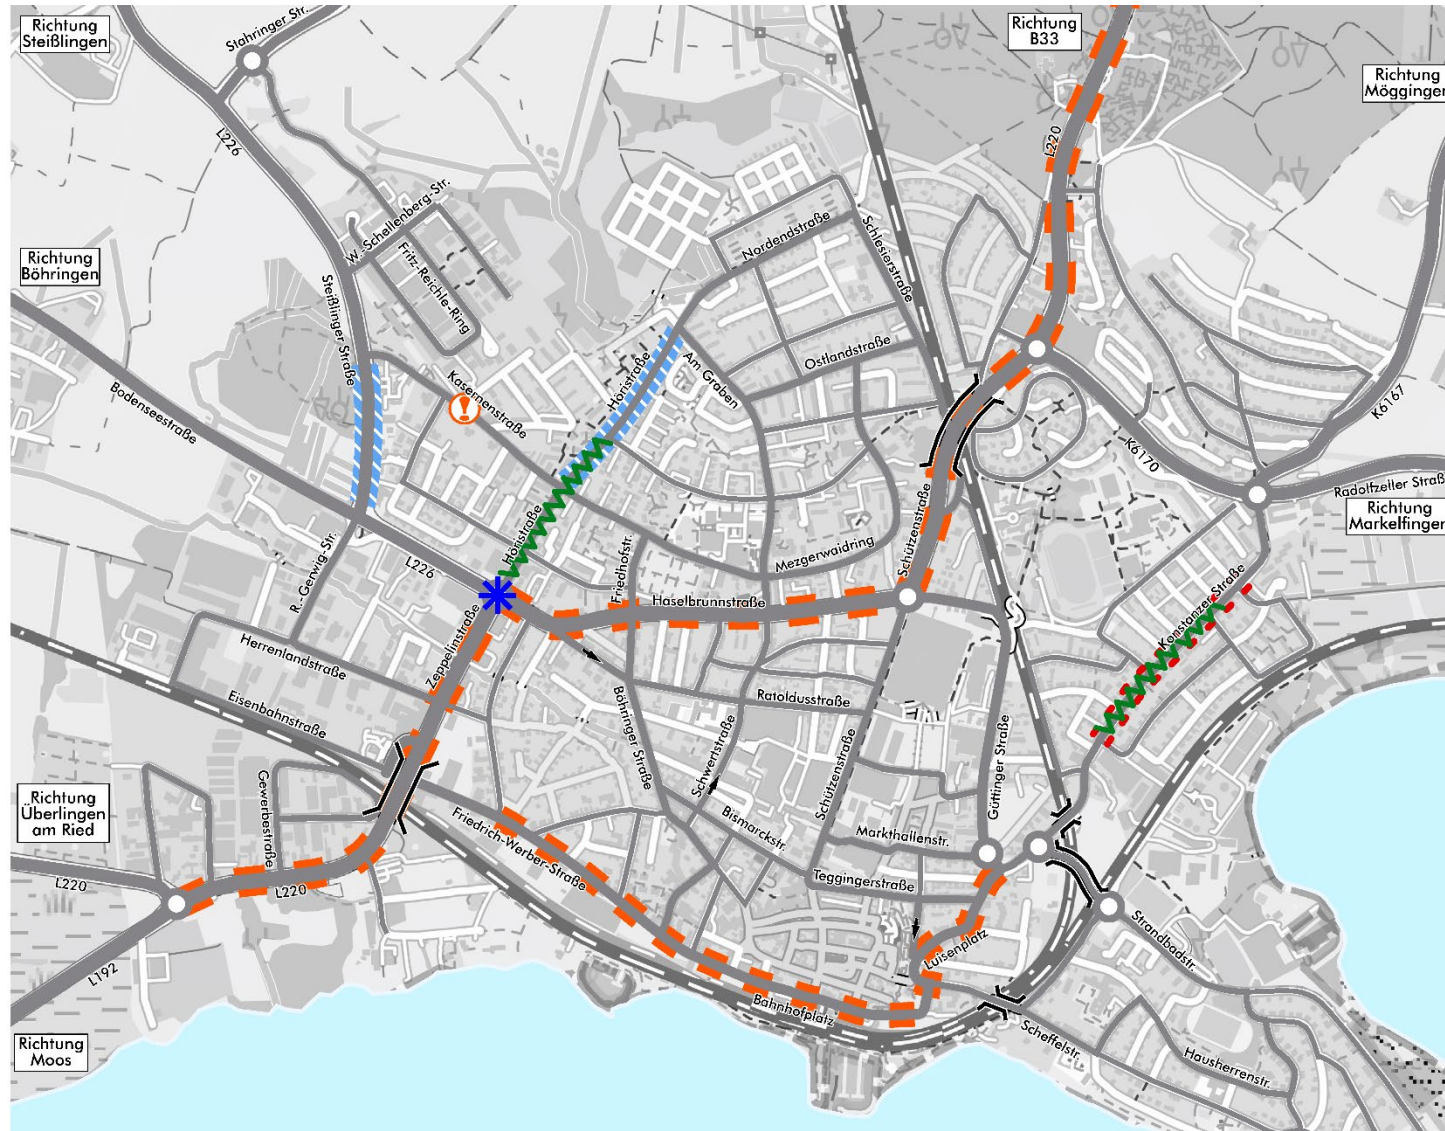 Richtung
Steißlingen
Stahringer Str.
Richtung
B33
Richtung
Möggingen
L226
L220
W.-Schellenberg-Str.
Fritz-Reichle-Ring
Nordendstraße
Schlesierstraße
Richtung
Böhringen
Steißlinger Straße
Höristraße
Am Graben
Ostlandstraße
Kasernenstraße
Bodenseestraße
K6167
K6170
Radolfzeller Straße
Richtung
Markelfingen
Höristraße
Schützenstraße
R.-Gerwig-Str.
L226
Friedhofstr.
Mezgerwaidring
Haselbrunnstraße
Konstanzer Straße
Zeppelinstraße
Herrenlandstraße
Eisenbahnstraße
Ratoldusstraße
Böhringer Straße
Schwertstraße
Schützenstraße
Güttinger Straße
Richtung
Überlingen
am Ried
Gewerbestraße
Friedrich-Werber-Straße
Bismarckstr.
Markthallenstr.
Teggingerstraße
L220
L220
Luisenplatz
Strandbadstr.
L192
Bahnhofplatz
Scheffelstr.
Hausherrenstr.
Richtung
Moos